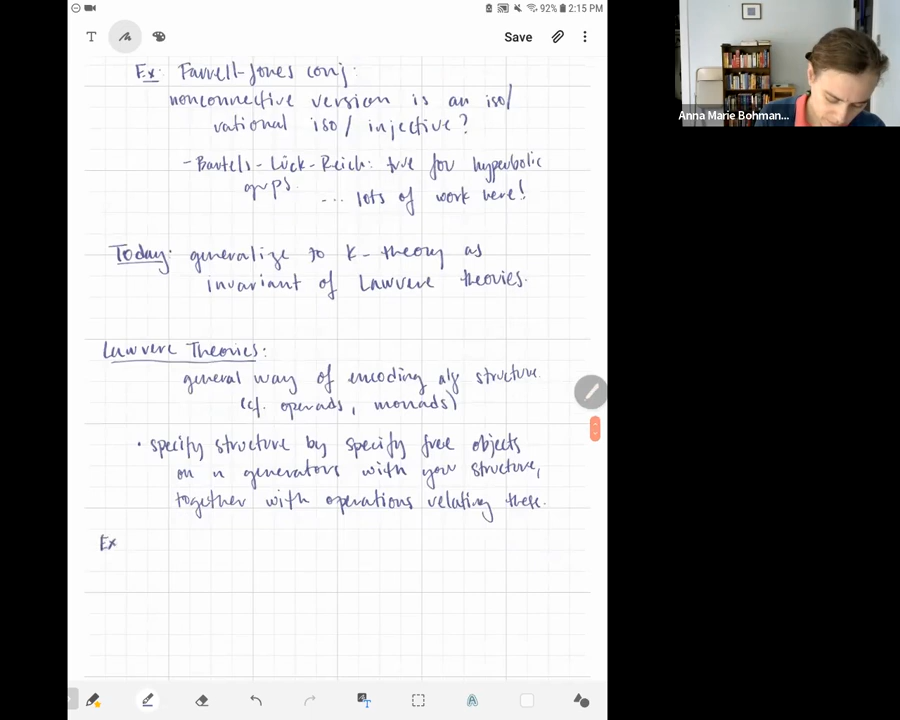 92% 2:15 PM
T Save
Ex: Farrell-Jones conj:
nonconnective version is an iso/
rational iso/ injective?
- Bartels-Lück-Reich: true for hyperbolic
grps.
... lots of work here!
Today: generalize to K-theory as
invariant of Lawvere theories.
Lawvere Theories:
general way of encoding alg structure.
(cf. operads, monads)
• specify structure by specify free objects
on n generators with your structure,
together with operations relating these.
Ex
Anna Marie Bohman...